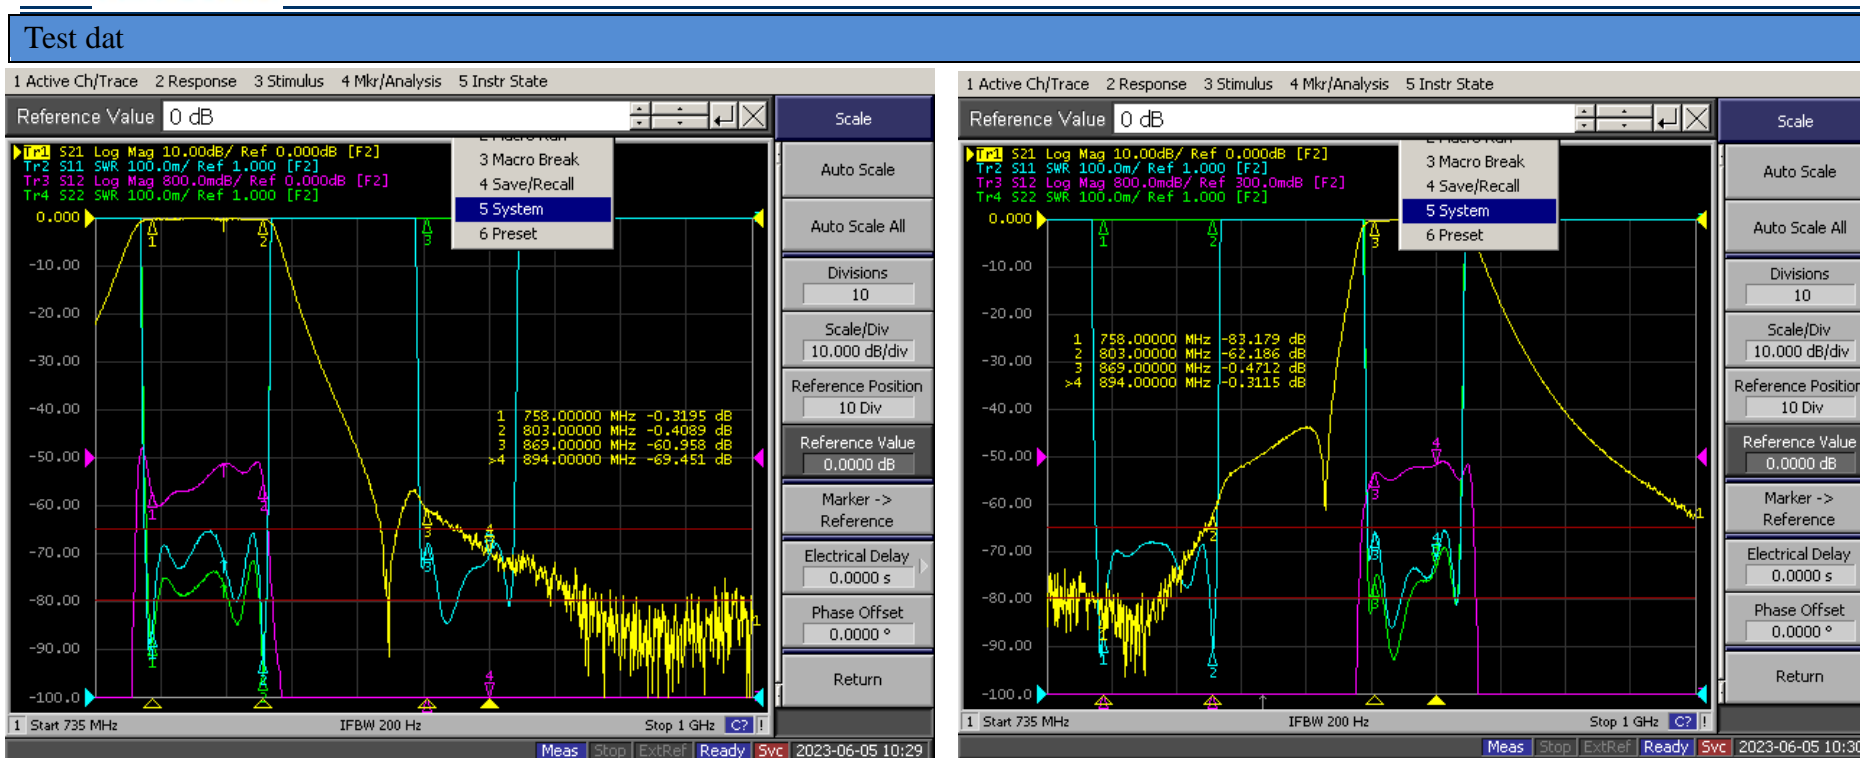 Test dat
1 Active Ch/Trace 2 Response 3 Stimulus 4 Mkr/Analysis 5 Instr State
Reference Value 0 dB
Tr1 S21 Log Mag 10.00dB/ Ref 0.000dB [F2]
Tr2 S11 SWR 100.0m/ Ref 1.000 [F2]
Tr3 S12 Log Mag 800.0mdB/ Ref 0.000dB [F2]
Tr4 S22 SWR 100.0m/ Ref 1.000 [F2]
3 Macro Break
4 Save/Recall
5 System
6 Preset
0.000
-10.00
-20.00
-30.00
-40.00
-50.00
-60.00
-70.00
-80.00
-90.00
-100.0
1 758.00000 MHz -0.3195 dB
2 803.00000 MHz -0.4089 dB
3 869.00000 MHz -60.958 dB
>4 894.00000 MHz -69.451 dB
Scale
Auto Scale
Auto Scale All
Divisions
10
Scale/Div
10.000 dB/div
Reference Position
10 Div
Reference Value
0.0000 dB
Marker ->
Reference
Electrical Delay
0.0000 s
Phase Offset
0.0000 °
Return
1 Start 735 MHz IFBW 200 Hz Stop 1 GHz C? !
Meas Stop ExtRef Ready Svc 2023-06-05 10:29
1 Active Ch/Trace 2 Response 3 Stimulus 4 Mkr/Analysis 5 Instr State
Reference Value 0 dB
Tr1 S21 Log Mag 10.00dB/ Ref 0.000dB [F2]
Tr2 S11 SWR 100.0m/ Ref 1.000 [F2]
Tr3 S12 Log Mag 800.0mdB/ Ref 300.0mdB [F2]
Tr4 S22 SWR 100.0m/ Ref 1.000 [F2]
3 Macro Break
4 Save/Recall
5 System
6 Preset
0.000
-10.00
-20.00
-30.00
-40.00
-50.00
-60.00
-70.00
-80.00
-90.00
-100.0
1 758.00000 MHz -83.179 dB
2 803.00000 MHz -62.186 dB
3 869.00000 MHz -0.4712 dB
>4 894.00000 MHz -0.3115 dB
Scale
Auto Scale
Auto Scale All
Divisions
10
Scale/Div
10.000 dB/div
Reference Position
10 Div
Reference Value
0.0000 dB
Marker ->
Reference
Electrical Delay
0.0000 s
Phase Offset
0.0000 °
Return
1 Start 735 MHz IFBW 200 Hz Stop 1 GHz C? !
Meas Stop ExtRef Ready Svc 2023-06-05 10:30